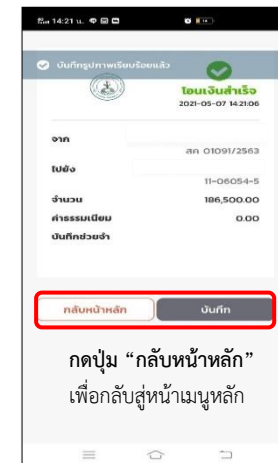 14:21 น.
บันทึกรูปภาพเรียบร้อยแล้ว
โอนเงินสำเร็จ
2021-05-07 14:21:06
จาก
สค 01091/2563
ไปยัง
11-06054-5
จำนวน 186,500.00
ค่าธรรมเนียม 0.00
บันทึกช่วยจำ
กลับหน้าหลัก บันทึก
กดปุ่ม “กลับหน้าหลัก”
เพื่อกลับสู่หน้าเมนูหลัก